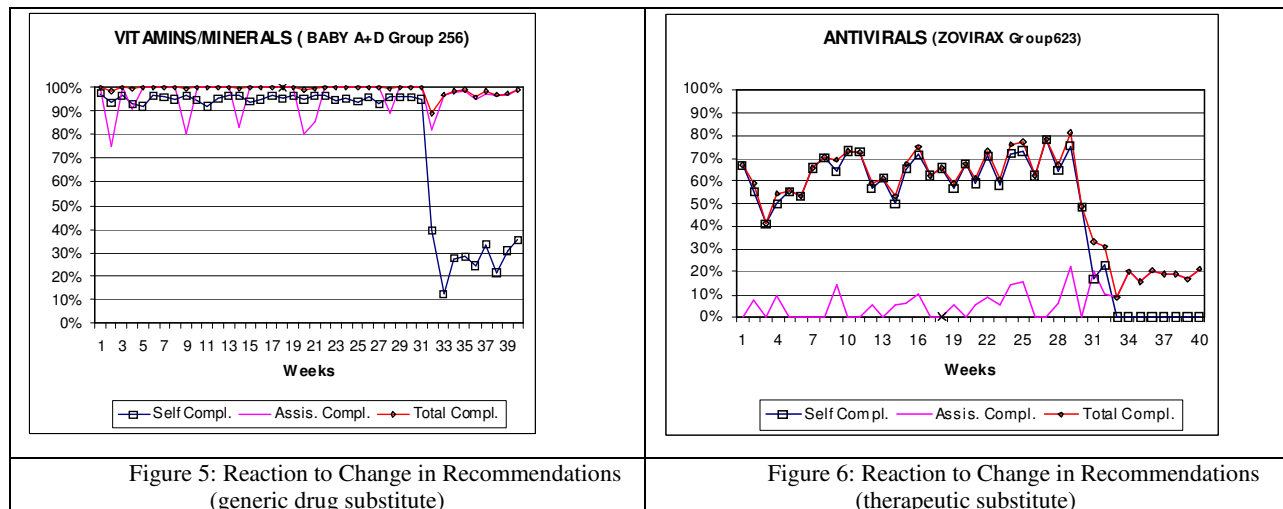 VITAMINS/MINERALS ( BABY A+D Group 256)
100%
90%
80%
70%
60%
50%
40%
30%
20%
10%
0%
1 3 5 7 9 11 13 15 17 19 21 23 25 27 29 31 33 35 37 39
Weeks
Self Compl. Assis. Compl. Total Compl.
Figure 5: Reaction to Change in Recommendations
(generic drug substitute)
ANTIVIRALS (ZOVIRAX Group623)
100%
90%
80%
70%
60%
50%
40%
30%
20%
10%
0%
1 4 7 10 13 16 19 22 25 28 31 34 37 40
Weeks
Self Compl. Assis. Compl. Total Compl.
Figure 6: Reaction to Change in Recommendations
(therapeutic substitute)